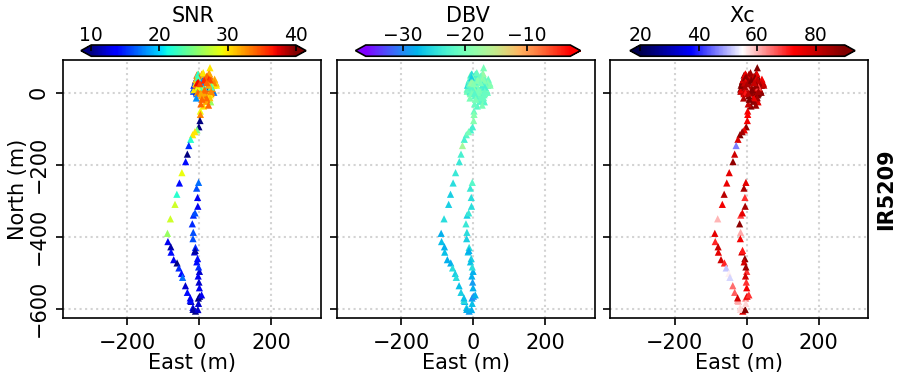 SNR DBV Xc
10 20 30 40 −30 −20 −10 20 40 60 80
North (m)
0
−200
−400
−600
IR5209
−200 0 200 −200 0 200 −200 0 200
East (m) East (m) East (m)